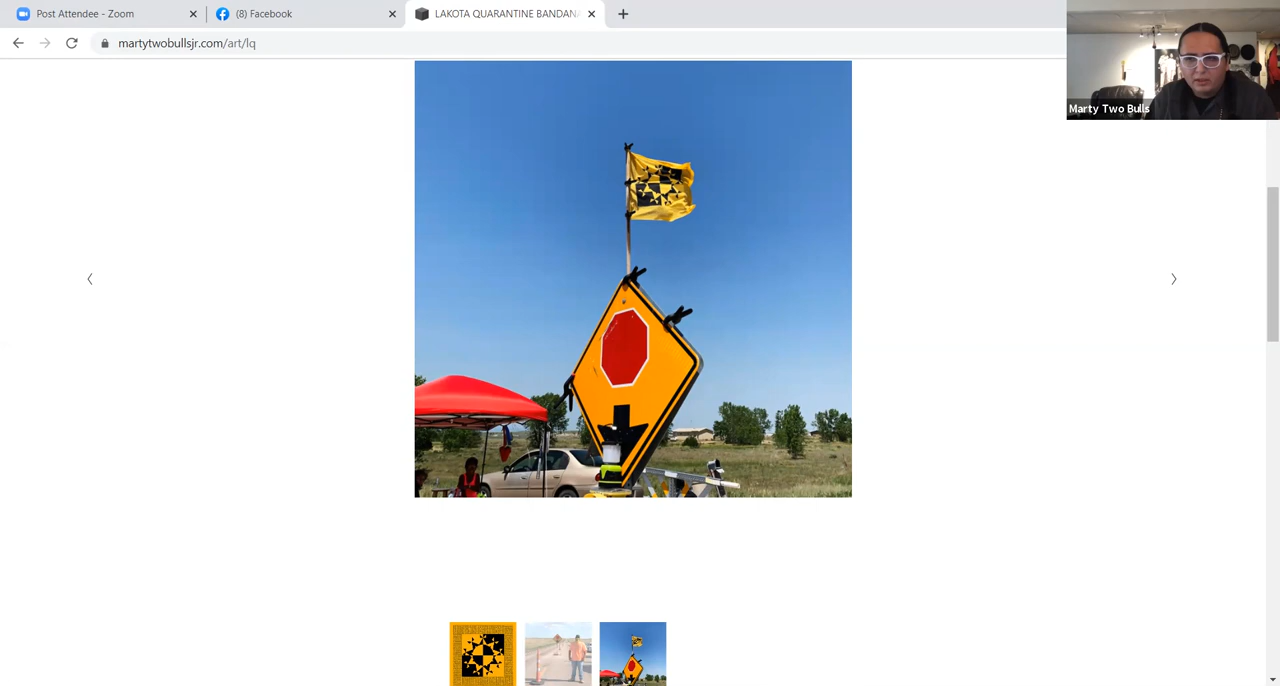 Post Attendee - Zoom
(8) Facebook
LAKOTA QUARANTINE BANDAN
martytwobullsjr.com/art/lq
Marty Two Bulls